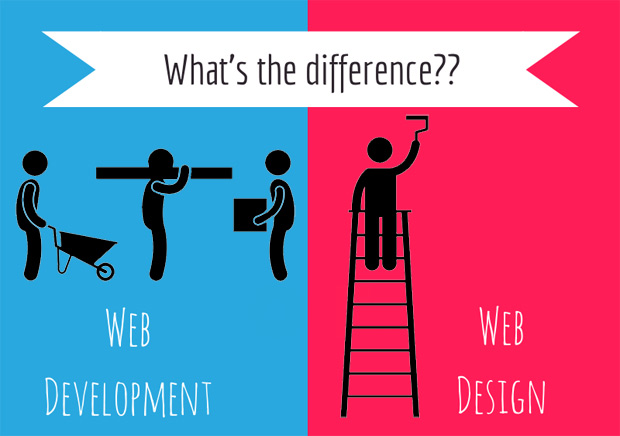 What's the difference??
Web
Development
Web
Design